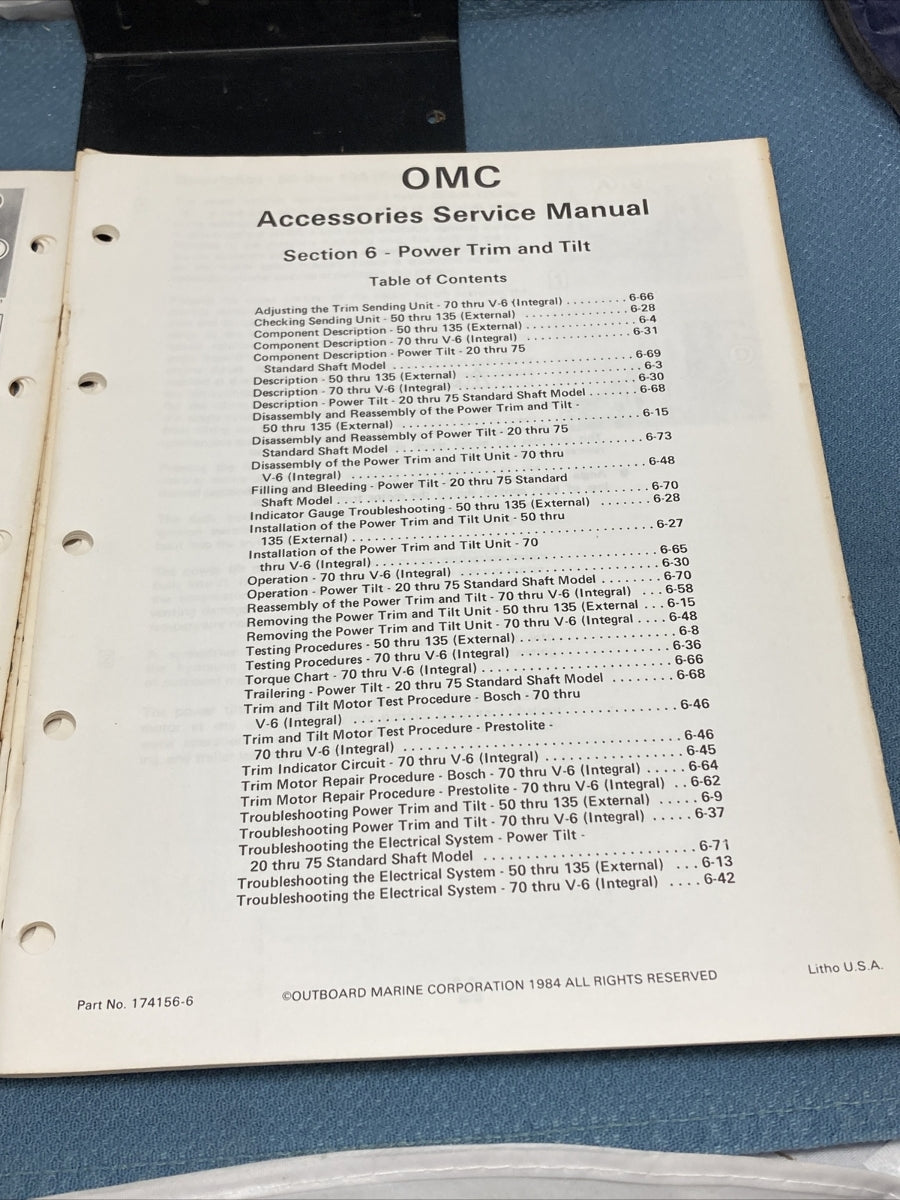 OMC
Accessories Service Manual
Section 6 - Power Trim and Tilt
Table of Contents
Adjusting the Trim Sending Unit - 70 thru V-6 (Integral) . . . . . . . . . 6-66
Checking Sending Unit - 50 thru 135 (External) . . . . . . . . . . . . . . . 6-28
Component Description - 50 thru 135 (External) . . . . . . . . . . . . . . . 6-4
Component Description - 70 thru V-6 (Integral) . . . . . . . . . . . . . . . 6-31
Component Description - Power Tilt - 20 thru 75
Standard Shaft Model . . . . . . . . . . . . . . . . . . . . . . . . . . . . . . . . . . . 6-69
Description - 50 thru 135 (External) . . . . . . . . . . . . . . . . . . . . . . . . . 6-3
Description - 70 thru V-6 (Integral) . . . . . . . . . . . . . . . . . . . . . . . . . 6-30
Description - Power Tilt - 20 thru 75 Standard Shaft Model . . . . . . . 6-68
Disassembly and Reassembly of the Power Trim and Tilt -
50 thru 135 (External) . . . . . . . . . . . . . . . . . . . . . . . . . . . . . . . . . . 6-15
Disassembly and Reassembly of Power Tilt - 20 thru 75
Standard Shaft Model . . . . . . . . . . . . . . . . . . . . . . . . . . . . . . . . . . . 6-73
Disassembly of the Power Trim and Tilt Unit - 70 thru
V-6 (Integral) . . . . . . . . . . . . . . . . . . . . . . . . . . . . . . . . . . . . . . . . . 6-48
Filling and Bleeding - Power Tilt - 20 thru 75 Standard
Shaft Model . . . . . . . . . . . . . . . . . . . . . . . . . . . . . . . . . . . . . . . . . . . 6-70
Indicator Gauge Troubleshooting - 50 thru 135 (External) . . . . . . . 6-28
Installation of the Power Trim and Tilt Unit - 50 thru
135 (External) . . . . . . . . . . . . . . . . . . . . . . . . . . . . . . . . . . . . . . . . . 6-27
Installation of the Power Trim and Tilt Unit - 70
thru V-6 (Integral) . . . . . . . . . . . . . . . . . . . . . . . . . . . . . . . . . . . . . 6-65
Operation - 70 thru V-6 (Integral) . . . . . . . . . . . . . . . . . . . . . . . . . . 6-30
Operation - Power Tilt - 20 thru 75 Standard Shaft Model . . . . . . . . 6-70
Reassembly of the Power Trim and Tilt - 70 thru V-6 (Integral) . . . 6-58
Removing the Power Trim and Tilt Unit - 50 thru 135 (External . . . 6-15
Removing the Power Trim and Tilt Unit - 70 thru V-6 (Integral . . . . 6-48
Testing Procedures - 50 thru 135 (External) . . . . . . . . . . . . . . . . . . . 6-8
Testing Procedures - 70 thru V-6 (Integral) . . . . . . . . . . . . . . . . . . . 6-36
Torque Chart - 70 thru V-6 (Integral) . . . . . . . . . . . . . . . . . . . . . . . . 6-66
Trailering - Power Tilt - 20 thru 75 Standard Shaft Model . . . . . . . . 6-68
Trim and Tilt Motor Test Procedure - Bosch - 70 thru
V-6 (Integral) . . . . . . . . . . . . . . . . . . . . . . . . . . . . . . . . . . . . . . . . . 6-46
Trim and Tilt Motor Test Procedure - Prestolite -
70 thru V-6 (Integral) . . . . . . . . . . . . . . . . . . . . . . . . . . . . . . . . . . . 6-46
Trim Indicator Circuit - 70 thru V-6 (Integral) . . . . . . . . . . . . . . . . . 6-45
Trim Motor Repair Procedure - Bosch - 70 thru V-6 (Integral) . . . . . 6-64
Trim Motor Repair Procedure - Prestolite - 70 thru V-6 (Integral) . . 6-62
Troubleshooting Power Trim and Tilt - 50 thru 135 (External) . . . . . 6-9
Troubleshooting Power Trim and Tilt - 70 thru V-6 (Integral) . . . . . 6-37
Troubleshooting the Electrical System - Power Tilt -
20 thru 75 Standard Shaft Model . . . . . . . . . . . . . . . . . . . . . . . . . . 6-71
Troubleshooting the Electrical System - 50 thru 135 (External) . . . 6-13
Troubleshooting the Electrical System - 70 thru V-6 (Integral) . . . . 6-42
Part No. 174156-6
©OUTBOARD MARINE CORPORATION 1984 ALL RIGHTS RESERVED
Litho U.S.A.